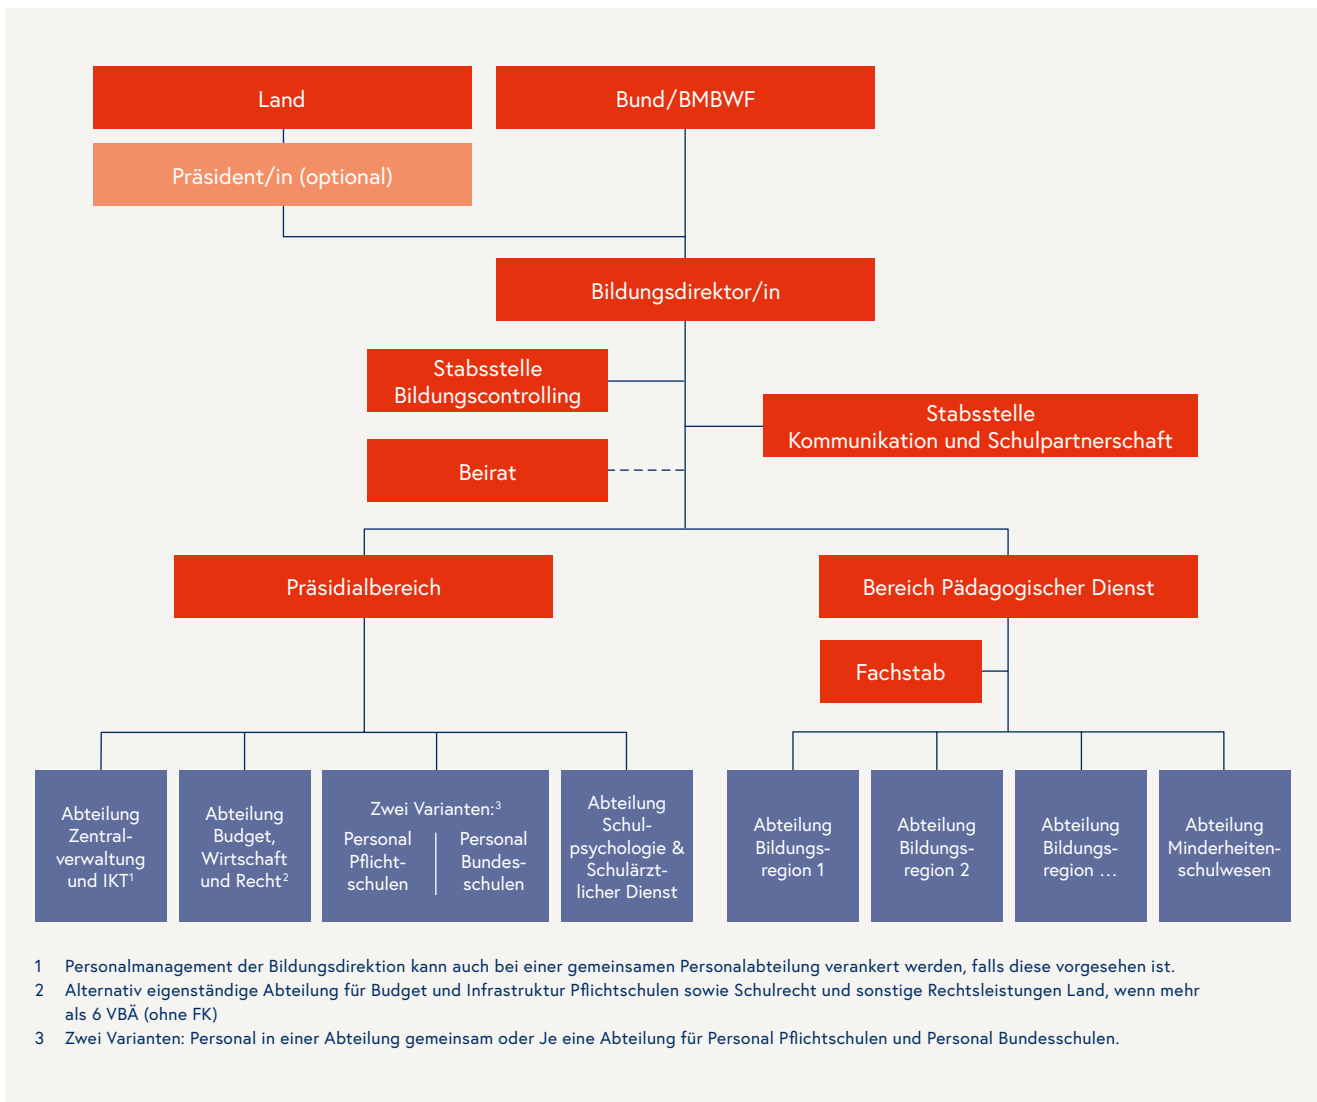 Land
Bund/BMBWF
Präsident/in (optional)
Bildungsdirektor/in
Stabsstelle
Bildungscontrolling
Stabsstelle
Kommunikation und Schulpartnerschaft
Beirat
Präsidialbereich
Bereich Pädagogischer Dienst
Fachstab
Abteilung
Zentral-
verwaltung
und IKT¹
Abteilung
Budget,
Wirtschaft
und Recht²
Zwei Varianten:³
Personal
Pflicht-
schulen
Personal
Bundes-
schulen
Abteilung
Schul-
psychologie &
Schulärzt-
licher Dienst
Abteilung
Bildungs-
region 1
Abteilung
Bildungs-
region 2
Abteilung
Bildungs-
region …
Abteilung
Minderheiten-
schulwesen
1 Personalmanagement der Bildungsdirektion kann auch bei einer gemeinsamen Personalabteilung verankert werden, falls diese vorgesehen ist.
2 Alternativ eigenständige Abteilung für Budget und Infrastruktur Pflichtschulen sowie Schulrecht und sonstige Rechtsleistungen Land, wenn mehr
als 6 VBÄ (ohne FK)
3 Zwei Varianten: Personal in einer Abteilung gemeinsam oder Je eine Abteilung für Personal Pflichtschulen und Personal Bundesschulen.